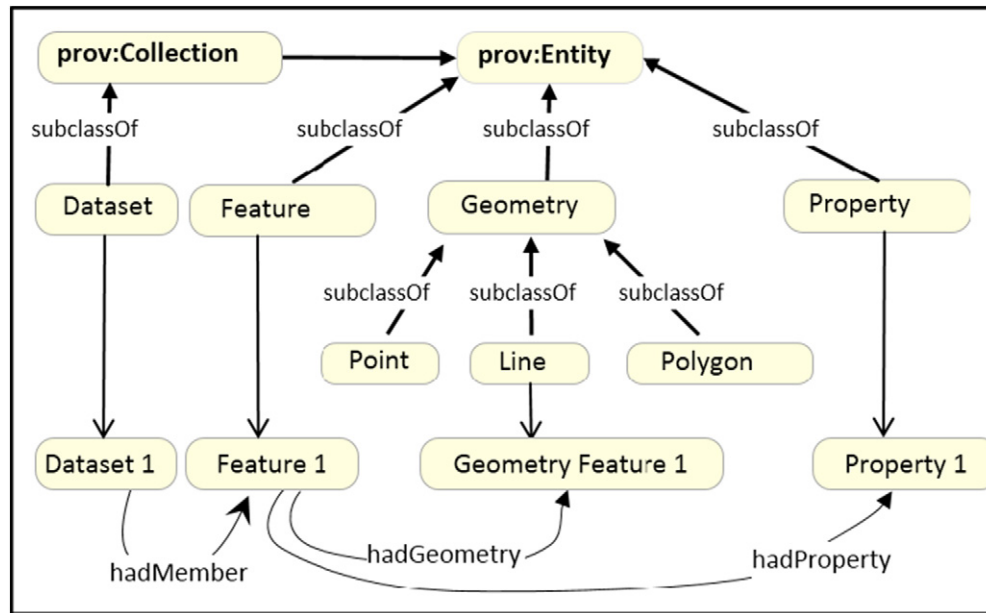 prov:Collection
prov:Entity
subclassOf
subclassOf
subclassOf
subclassOf
Dataset
Feature
Geometry
Property
subclassOf
subclassOf
subclassOf
Point
Line
Polygon
Dataset 1
Feature 1
Geometry Feature 1
Property 1
hadMember
hadGeometry
hadProperty